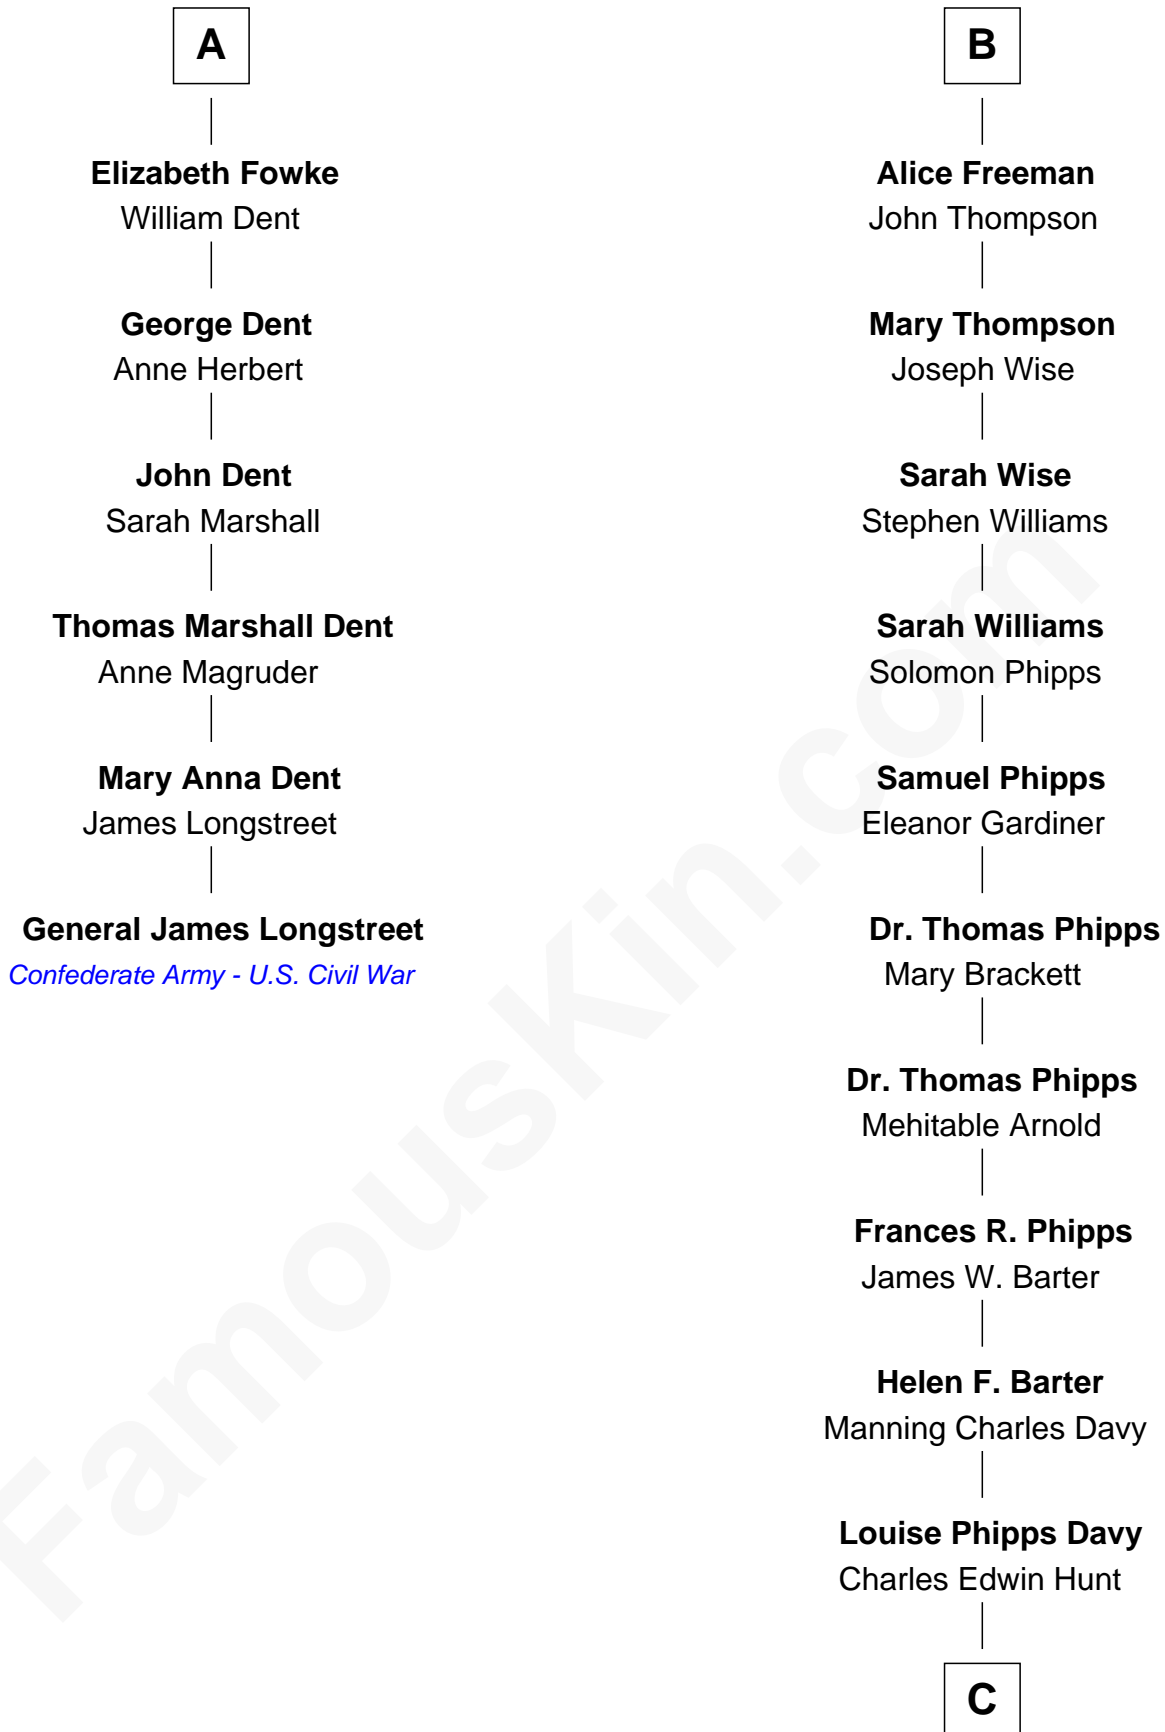 A
Elizabeth Fowke
William Dent
George Dent
Anne Herbert
John Dent
Sarah Marshall
Thomas Marshall Dent
Anne Magruder
Mary Anna Dent
James Longstreet
General James Longstreet
Confederate Army - U.S. Civil War
B
Alice Freeman
John Thompson
Mary Thompson
Joseph Wise
Sarah Wise
Stephen Williams
Sarah Williams
Solomon Phipps
Samuel Phipps
Eleanor Gardiner
Dr. Thomas Phipps
Mary Brackett
Dr. Thomas Phipps
Mehitable Arnold
Frances R. Phipps
James W. Barter
Helen F. Barter
Manning Charles Davy
Louise Phipps Davy
Charles Edwin Hunt
C
FamousKin.com